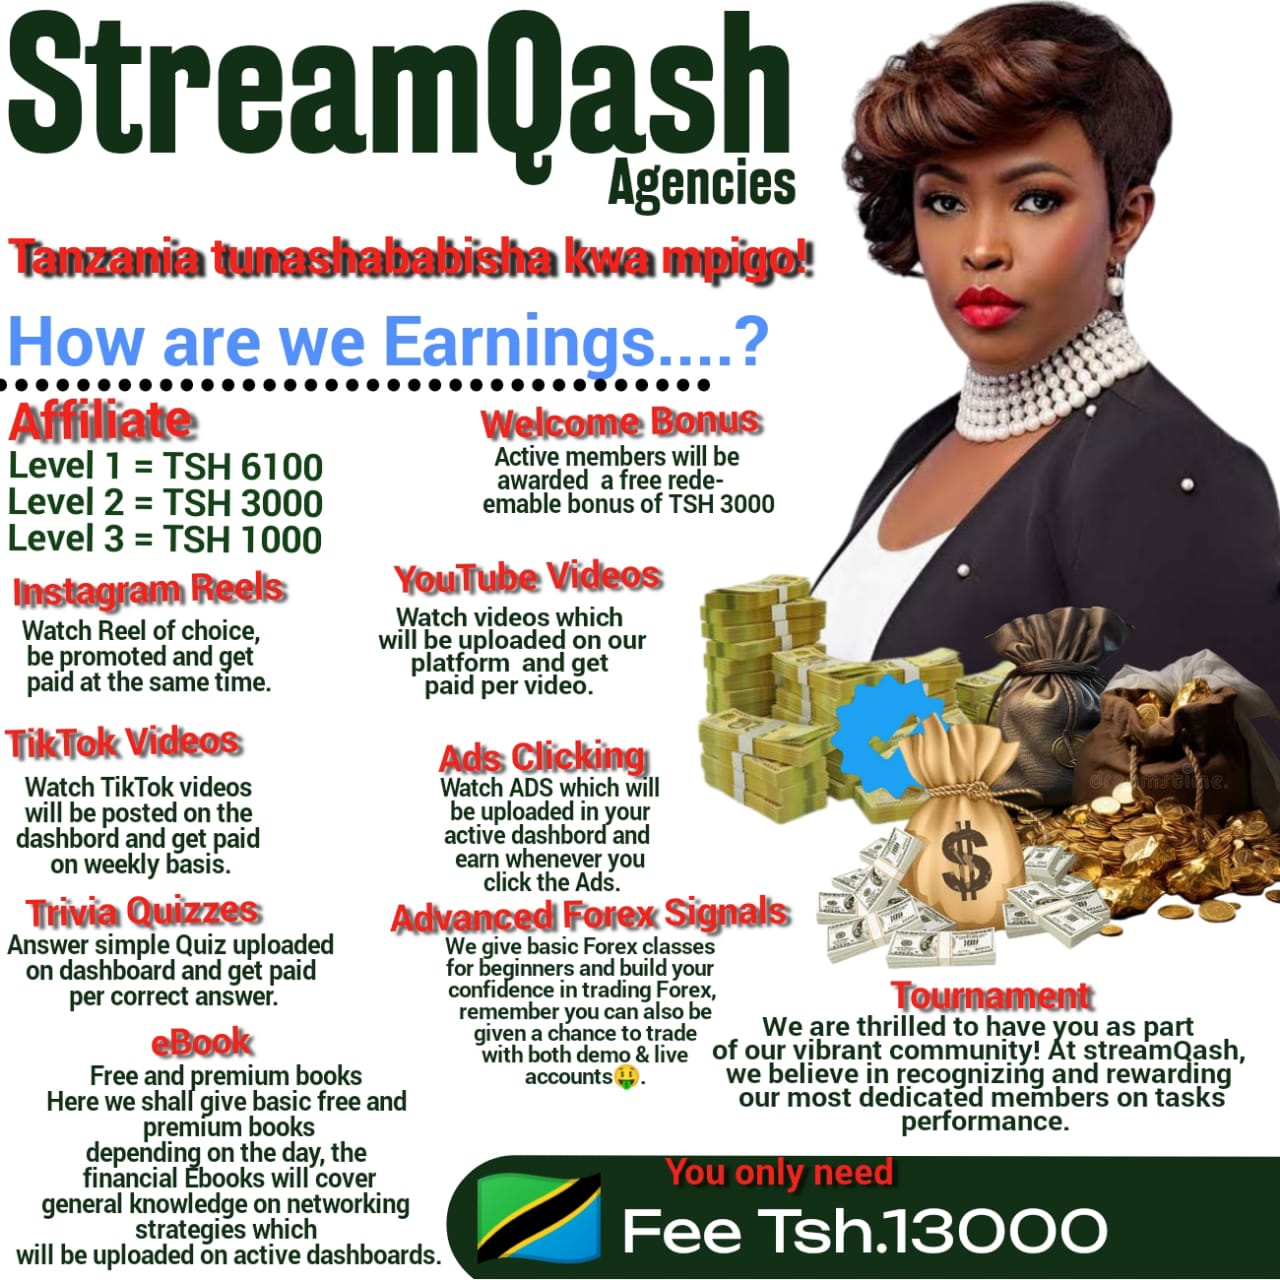 StreamQash
Agencies
Tanzania tunashababisha kwa mpigo!
How are we Earnings....?
Affiliate
Level 1 = TSH 6100
Level 2 = TSH 3000
Level 3 = TSH 1000
Welcome Bonus
Active members will be
awarded a free rede-
emable bonus of TSH 3000
Instagram Reels
Watch Reel of choice,
be promoted and get
paid at the same time.
YouTube Videos
Watch videos which
will be uploaded on our
platform and get
paid per video.
TikTok Videos
Watch TikTok videos
will be posted on the
dashbord and get paid
on weekly basis.
Ads Clicking
Watch ADS which will
be uploaded in your
active dashbord and
earn whenever you
click the Ads.
Trivia Quizzes
Answer simple Quiz uploaded
on dashboard and get paid
per correct answer.
Advanced Forex Signals
We give basic Forex classes
for beginners and build your
confidence in trading Forex,
remember you can also be
given a chance to trade
with both demo & live
accounts🤑.
eBook
Free and premium books
Here we shall give basic free and
premium books
depending on the day, the
financial Ebooks will cover
general knowledge on networking
strategies which
will be uploaded on active dashboards.
$
dreamstime.
Tournament
We are thrilled to have you as part
of our vibrant community! At streamQash,
we believe in recognizing and rewarding
our most dedicated members on tasks
performance.
You only need
Fee Tsh.13000